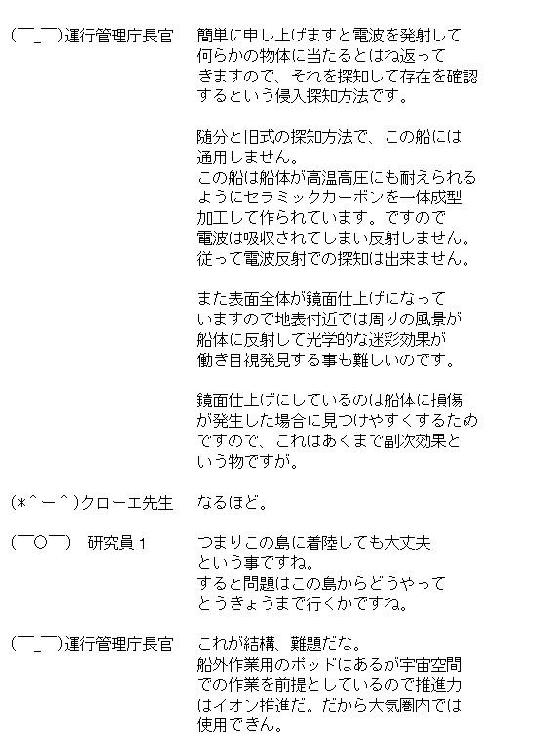 (￣_￣)運行管理庁長官 簡単に申し上げますと電波を発射して
何らかの物体に当たるとはね返って
きますので、それを探知して存在を確認
するという侵入探知方法です。
随分と旧式の探知方法で、この船には
通用しません。
この船は船体が高温高圧にも耐えられる
ようにセラミックカーボンを一体成型
加工して作られています。ですので
電波は吸収されてしまい反射しません。
従って電波反射での探知は出来ません。
また表面全体が鏡面仕上げになって
いますので地表付近では周りの風景が
船体に反射して光学的な迷彩効果が
働き目視発見する事も難しいのです。
鏡面仕上げにしているのは船体に損傷
が発生した場合に見つけやすくするため
ですので、これはあくまで副次効果と
いう物ですが。
(*＾ー＾)クローエ先生 なるほど。
(￣○￣) 研究員１ つまりこの島に着陸しても大丈夫
という事ですね。
すると問題はこの島からどうやって
とうきょうまで行くかですね。
(￣_￣)運行管理庁長官 これが結構、難題だな。
船外作業用のポッドにあるが宇宙空間
での作業を前提としているので推進力
はイオン推進だ。だから大気圏内では
使用できん。